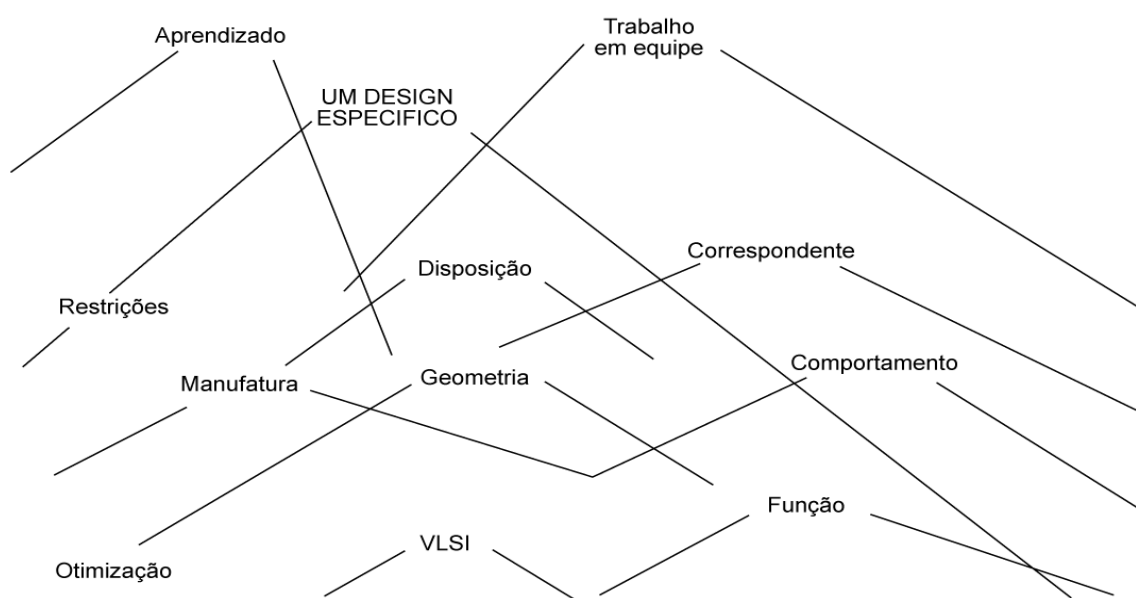 Aprendizado
Trabalho
em equipe
UM DESIGN
ESPECIFICO
Correspondente
Disposição
Restrições
Comportamento
Manufatura
Geometria
Função
VLSI
Otimização